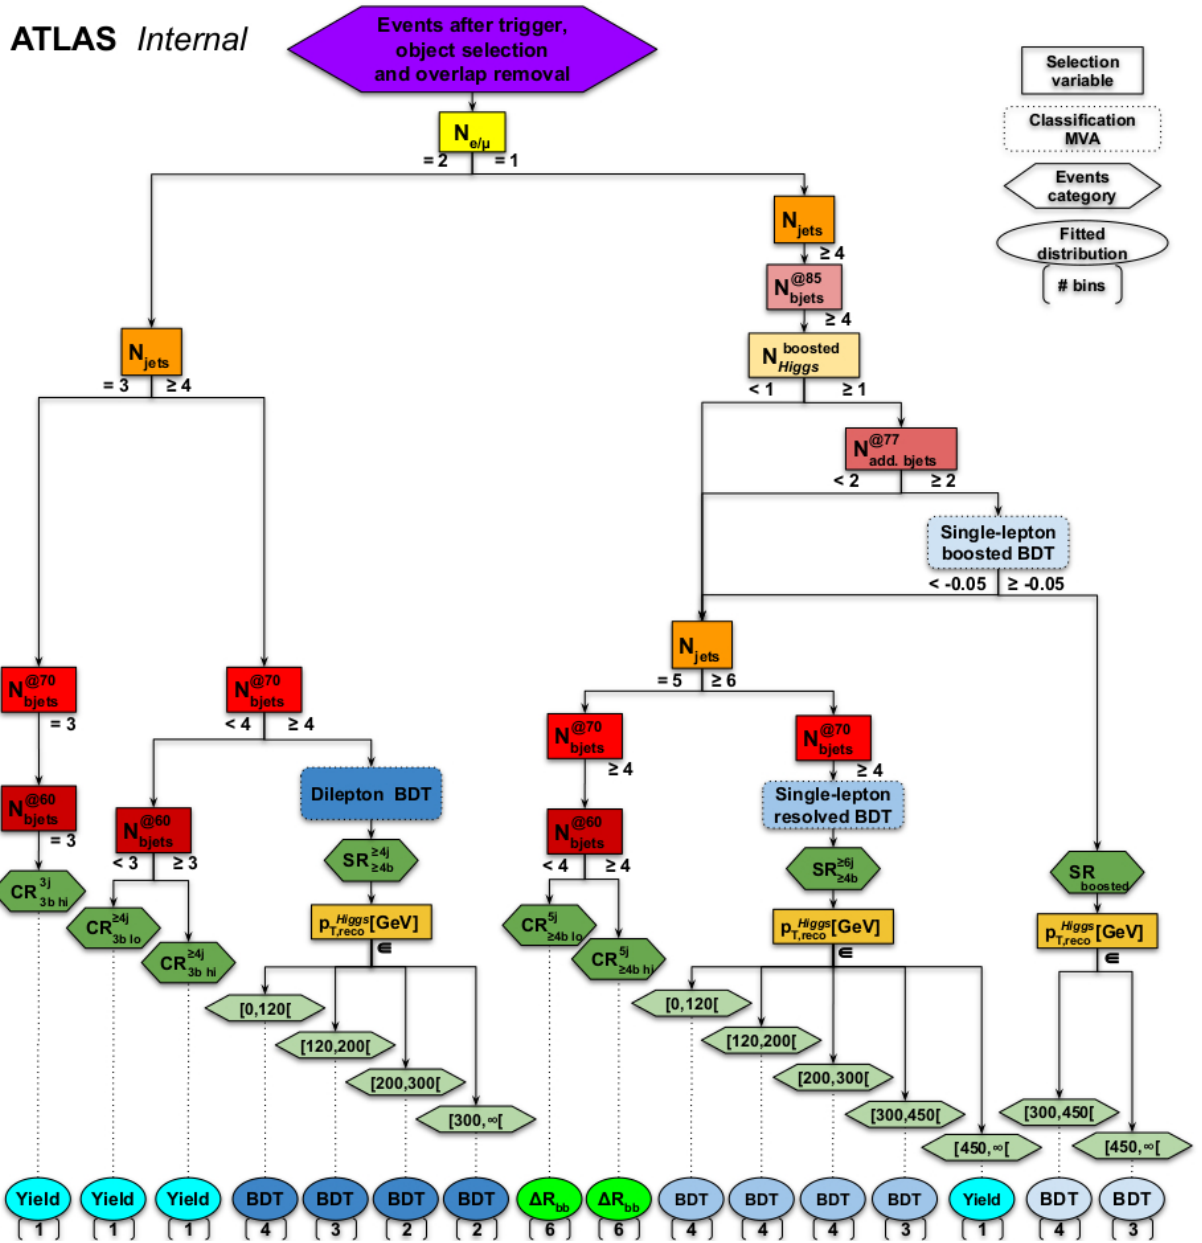 ATLAS Internal
Events after trigger,
object selection
and overlap removal
Selection
variable
Classification
MVA
Events
category
Fitted
distribution
# bins
N e/μ
= 2 = 1
N jets
≥ 4
N @85 bjets
≥ 4
N boosted Higgs
< 1 ≥ 1
N @77 add. bjets
< 2 ≥ 2
Single-lepton
boosted BDT
< -0.05 ≥ -0.05
N jets
= 3 ≥ 4
N jets
= 5 ≥ 6
N @70 bjets
= 3
N @70 bjets
< 4 ≥ 4
N @70 bjets
≥ 4
N @70 bjets
≥ 4
N @60 bjets
= 3
N @60 bjets
< 3 ≥ 3
Dilepton BDT
N @60 bjets
< 4 ≥ 4
Single-lepton
resolved BDT
CR 3j 3b hi
CR ≥4j 3b lo
CR ≥4j 3b hi
SR ≥4j ≥4b
CR 5j ≥4b lo
CR 5j ≥4b hi
SR ≥6j ≥4b
SR boosted
p Higgs T,reco [GeV]
∈
p Higgs T,reco [GeV]
∈
p Higgs T,reco [GeV]
∈
[0,120[
[120,200[
[200,300[
[300,∞[
[0,120[
[120,200[
[200,300[
[300,450[
[450,∞[
[300,450[
[450,∞[
Yield Yield Yield BDT BDT BDT BDT ΔR bb ΔR bb BDT BDT BDT BDT Yield BDT BDT
1 1 1 4 3 2 2 6 6 4 4 4 3 1 4 3